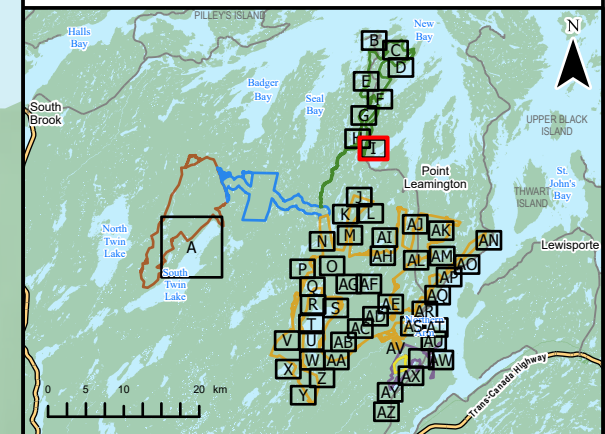 PILLEY'S ISLAND
Halls
Bay
New
Bay
N
B
C
D
Badger
Bay
Seal
Bay
E
F
South
Brook
G
H
I
UPPER BLACK
ISLAND
Point
Leamington
St.
John's
Bay
THWART
ISLAND
J
K
L
AJ
AK
North
Twin
Lake
A
N
M
AI
AN
Lewisporte
AH
AL
AM
AO
South
Twin
Lake
P
O
AP
Q
AG
AF
AQ
R
S
AE
AR
T
AD
AS
AT
AC
V
U
AB
AV
AU
W
AA
AW
X
Z
AX
Y
AY
AZ
0 5 10 20 km
Trans-Canada Highway